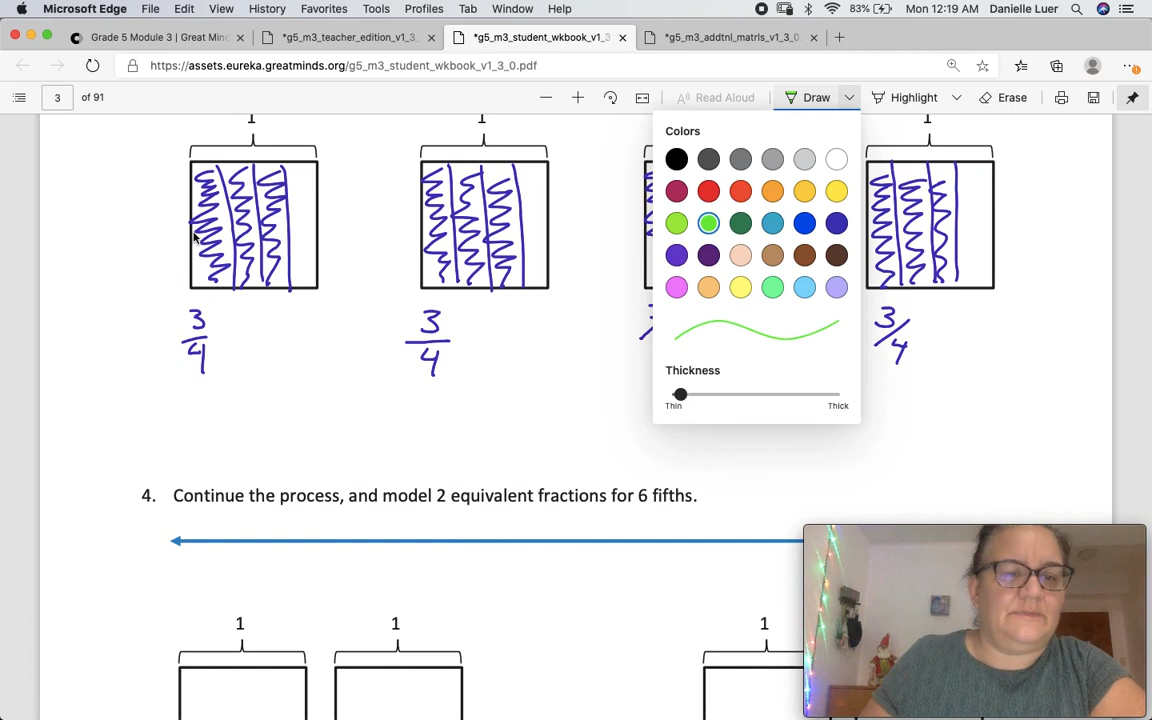 Microsoft Edge File Edit View History Favorites Tools Profiles Tab Window Help 83% Mon 12:19 AM Danielle Luer
Grade 5 Module 3 | Great Min *g5_m3_teacher_edition_v1_3_ *g5_m3_student_wkbook_v1_3 *g5_m3_addtnl_matrls_v1_3_0.
https://assets.eureka.greatminds.org/g5_m3_student_wkbook_v1_3_0.pdf
3 of 91 Read Aloud Draw Highlight Erase
1 1 1
Colors
3/4 3/4 3/4
Thickness
Thin Thick
4. Continue the process, and model 2 equivalent fractions for 6 fifths.
1 1 1